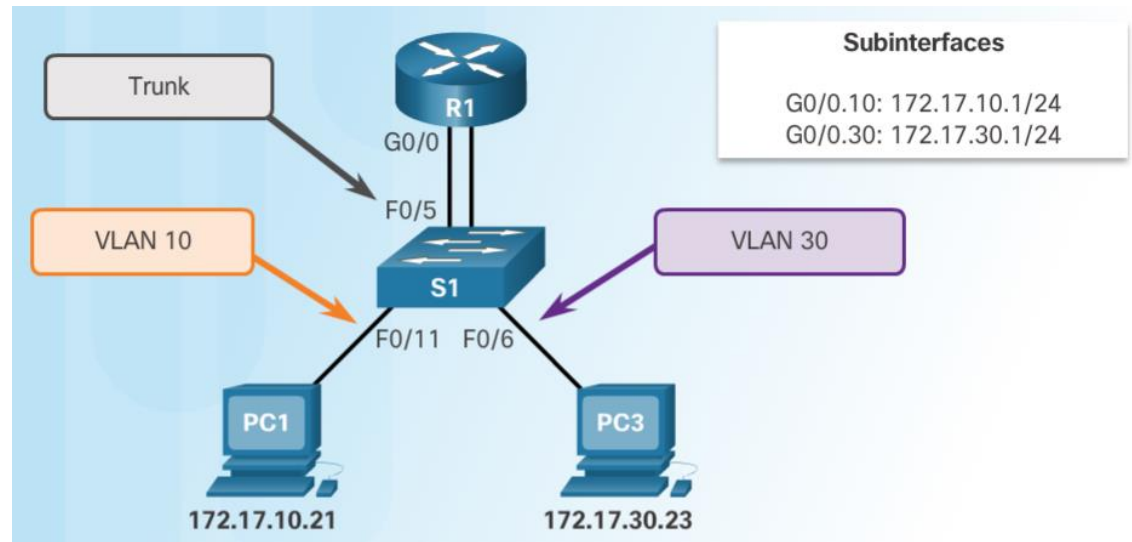 Subinterfaces
G0/0.10: 172.17.10.1/24
G0/0.30: 172.17.30.1/24
Trunk
R1
G0/0
F0/5
VLAN 10
VLAN 30
S1
F0/11 F0/6
PC1
PC3
172.17.10.21
172.17.30.23